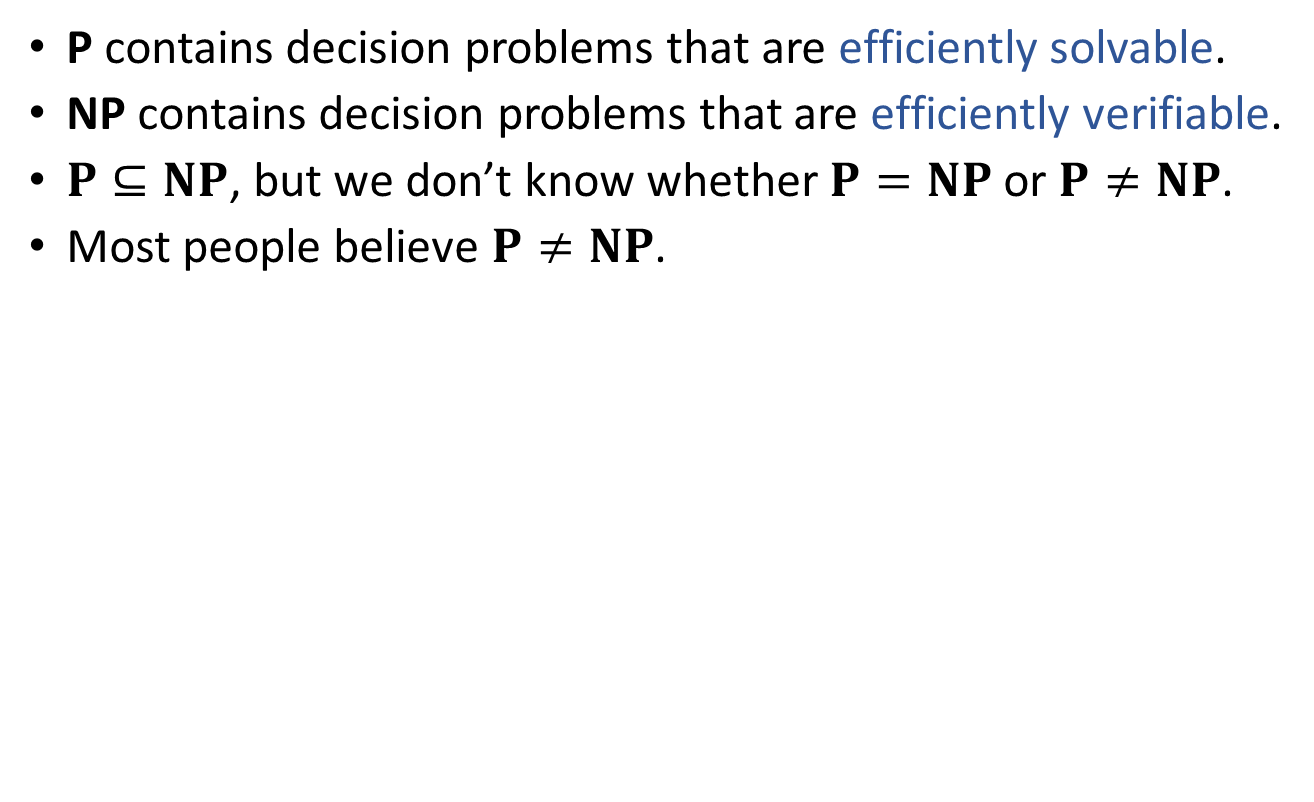 • P contains decision problems that are efficiently solvable.
• NP contains decision problems that are efficiently verifiable.
• P ⊆ NP, but we don’t know whether P = NP or P ≠ NP.
• Most people believe P ≠ NP.